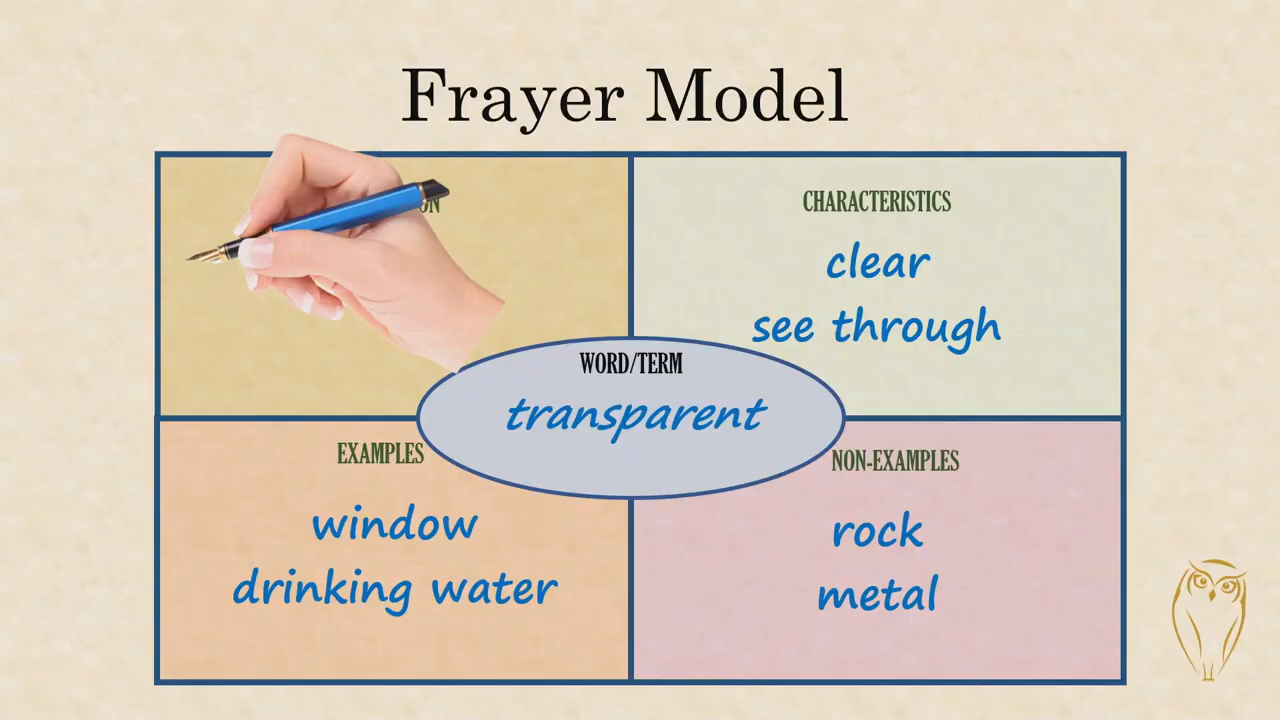 Frayer Model
CHARACTERISTICS
clear
see through
WORD/TERM
transparent
EXAMPLES
window
drinking water
NON-EXAMPLES
rock
metal